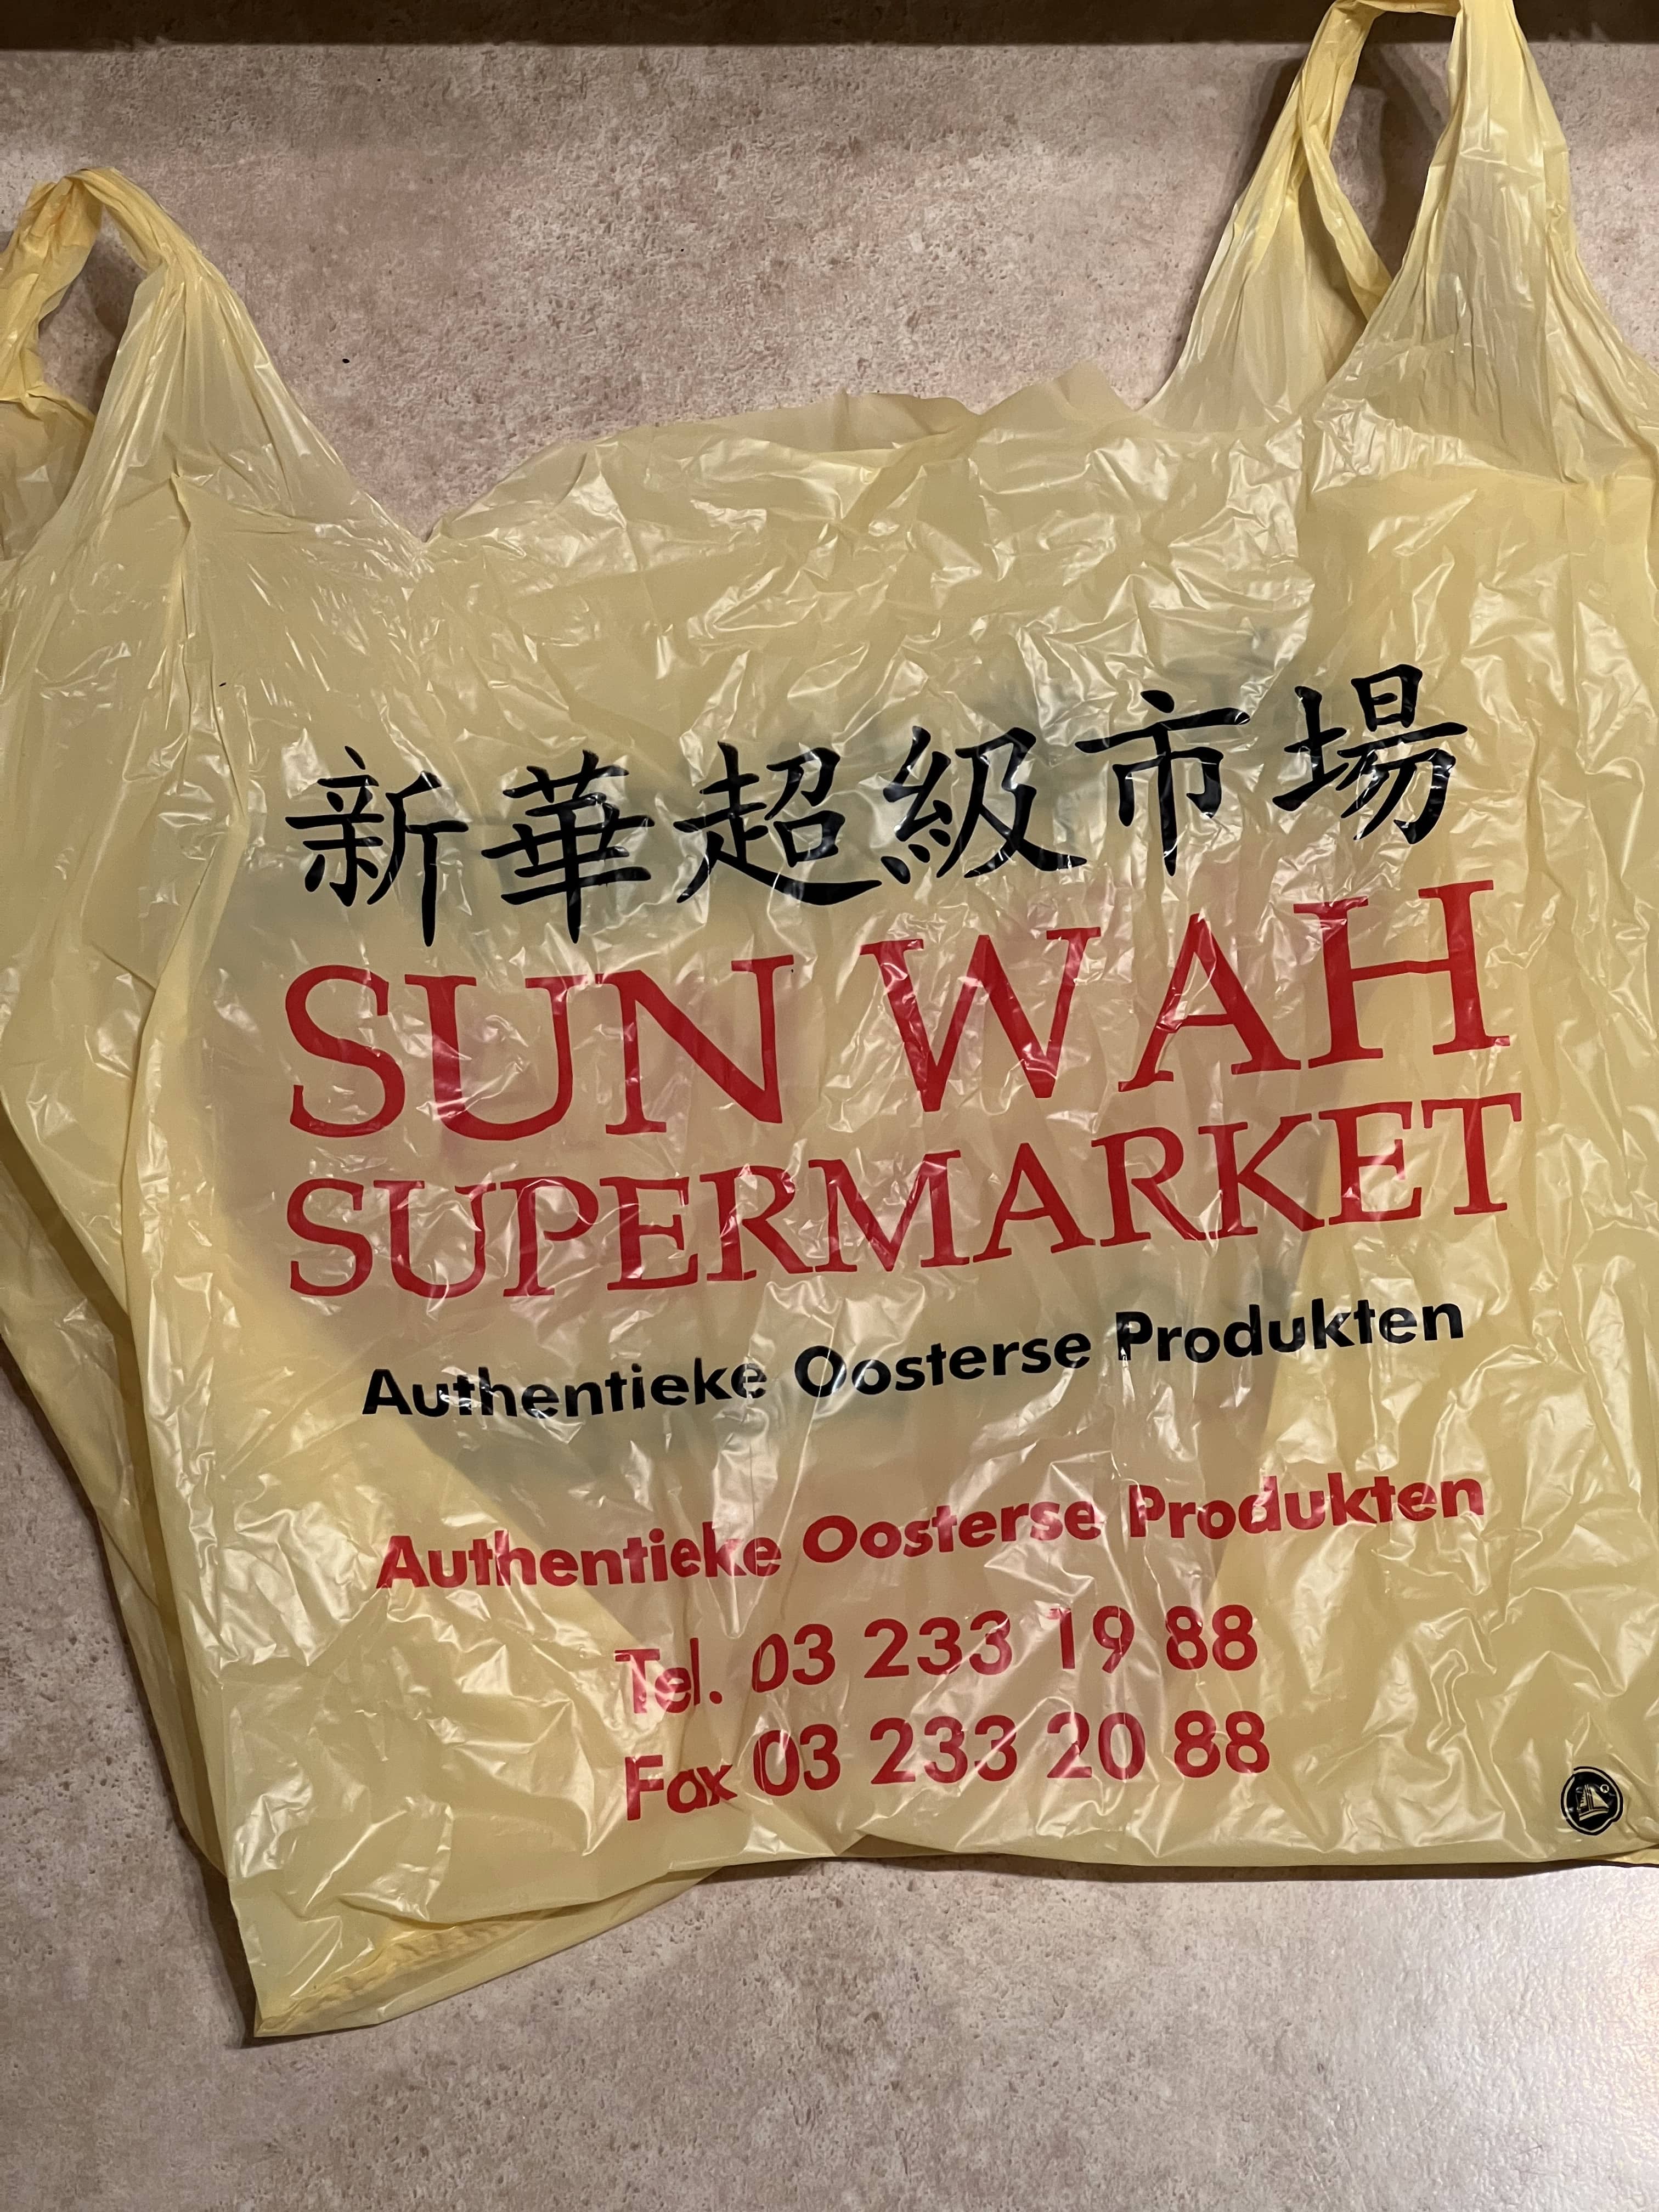 新華超級市場
SUN WAH
SUPERMARKET
Authentieke Oosterse Produkten
Authentieke Oosterse Produkten
Tel. 03 233 19 88
Fax 03 233 20 88